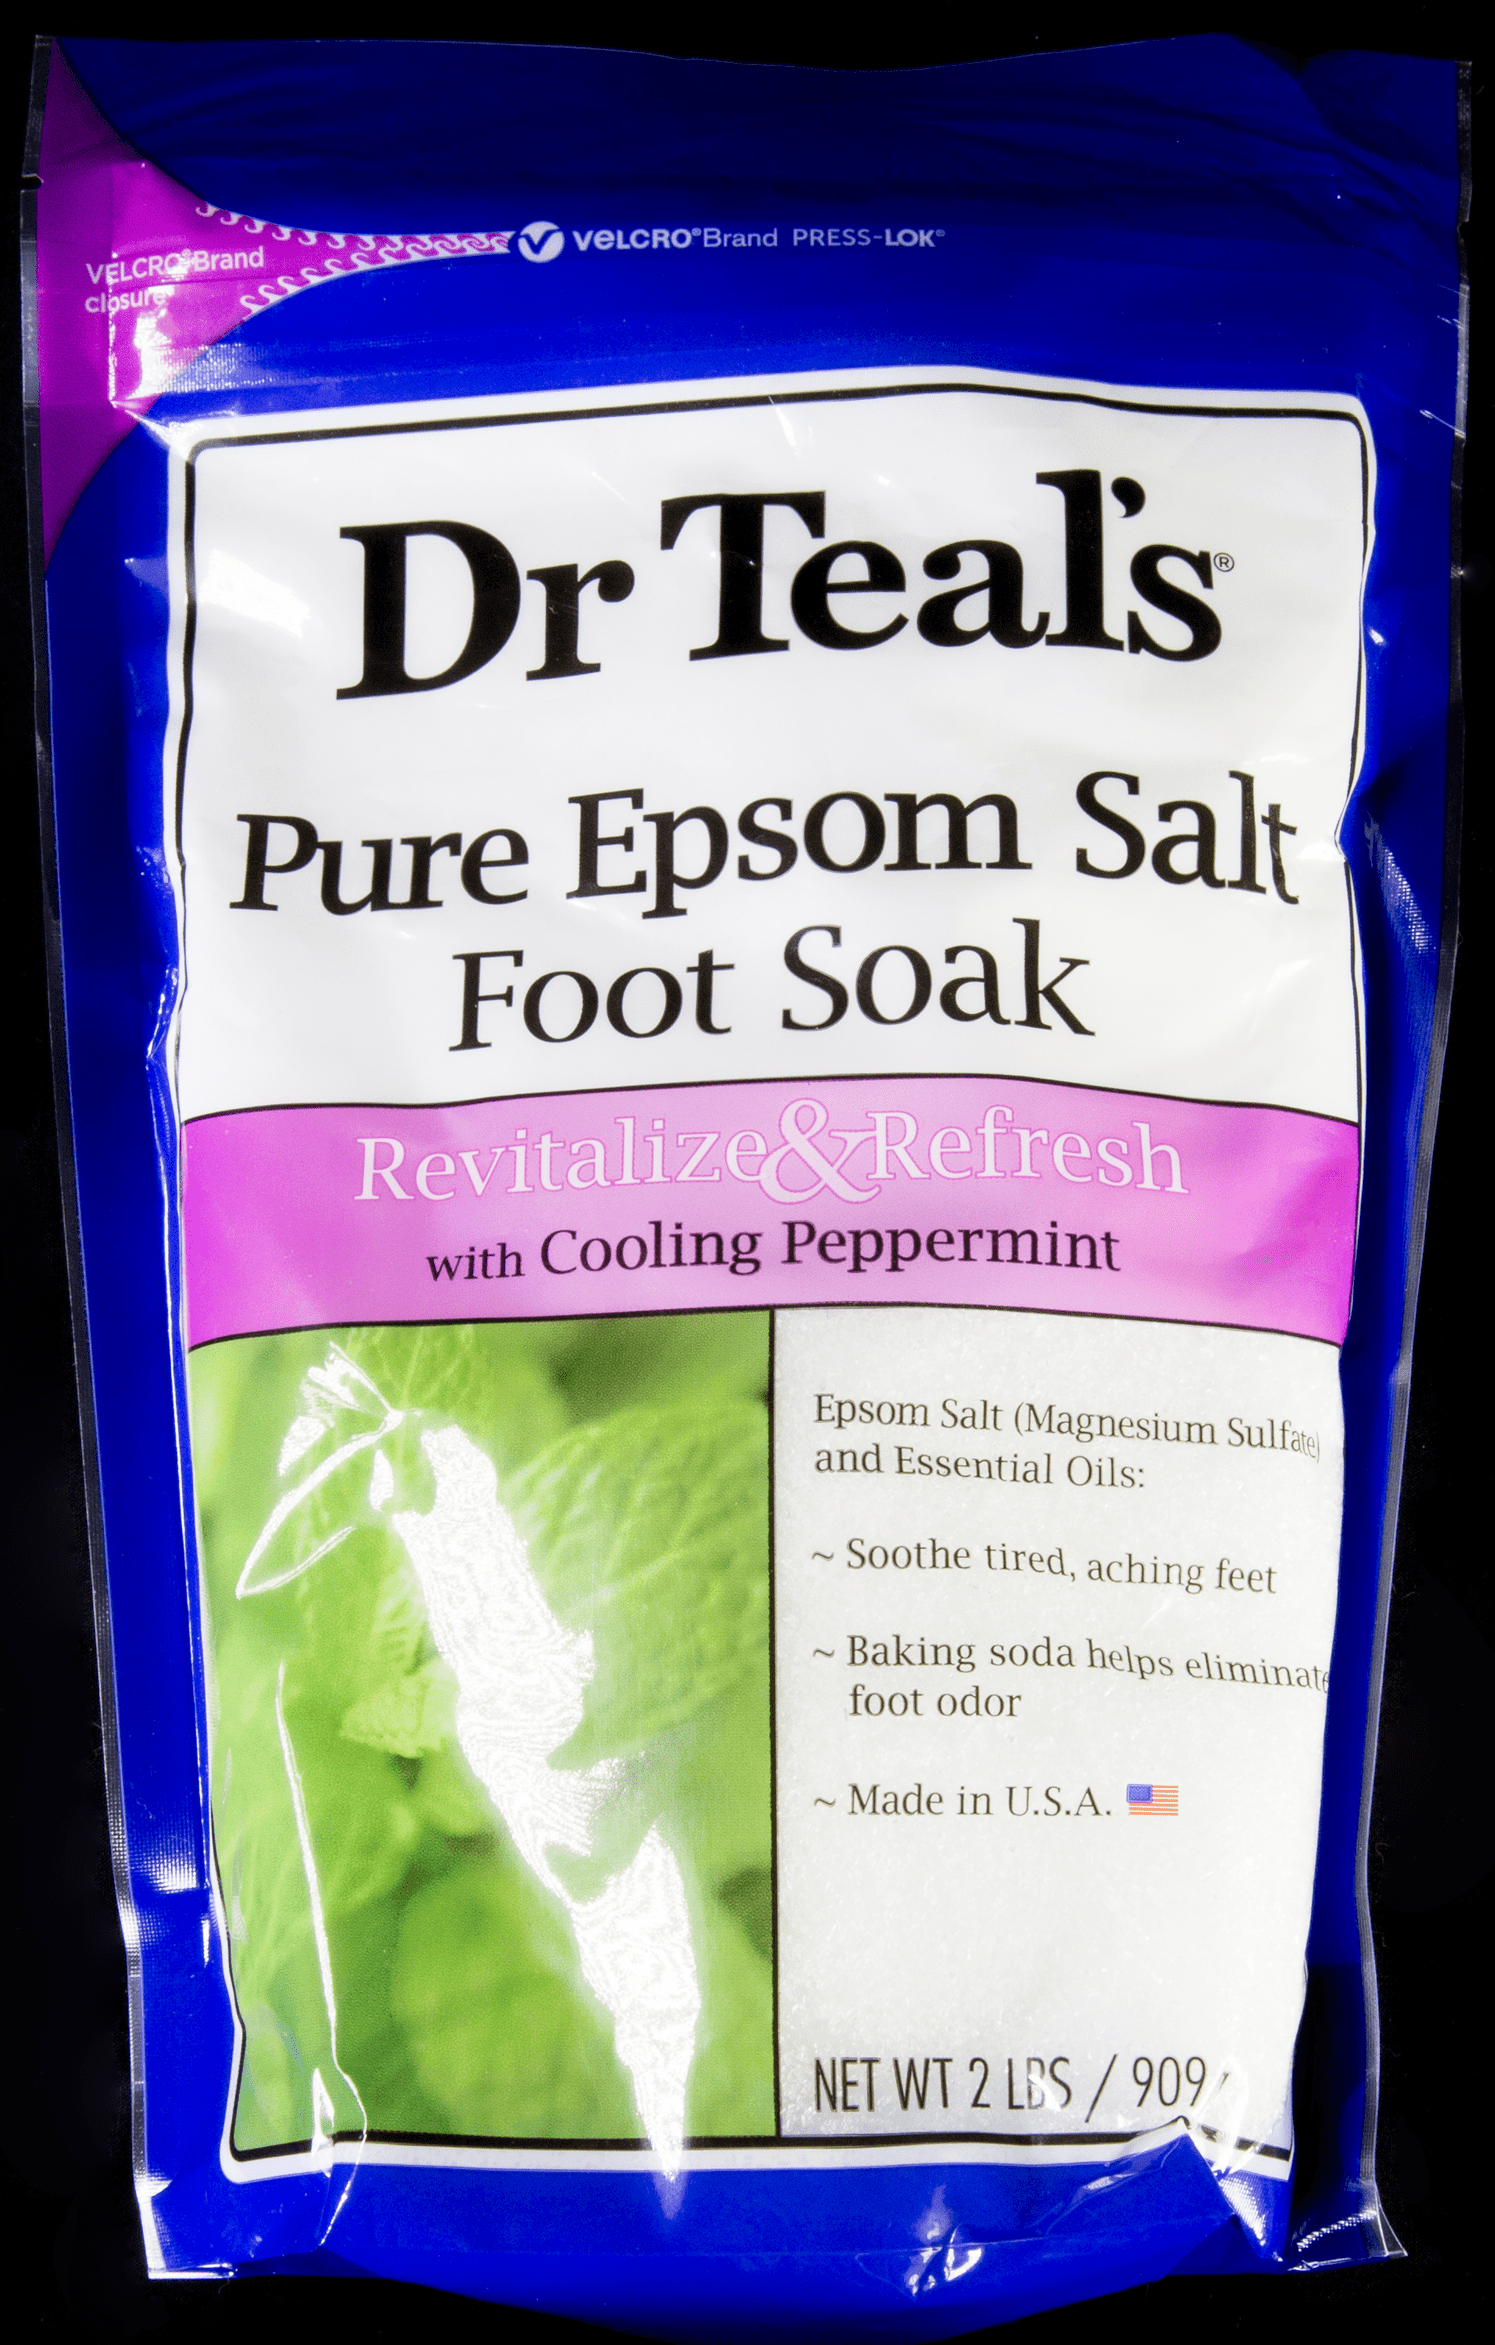 VELCRO® Brand PRESS-LOK®
VELCRO® Brand
closure
Dr Teal's®
Pure Epsom Salt
Foot Soak
Revitalize & Refresh
with Cooling Peppermint
Epsom Salt (Magnesium Sulfate)
and Essential Oils:
~ Soothe tired, aching feet
~ Baking soda helps eliminate
foot odor
~ Made in U.S.A.
NET WT 2 LBS / 909g